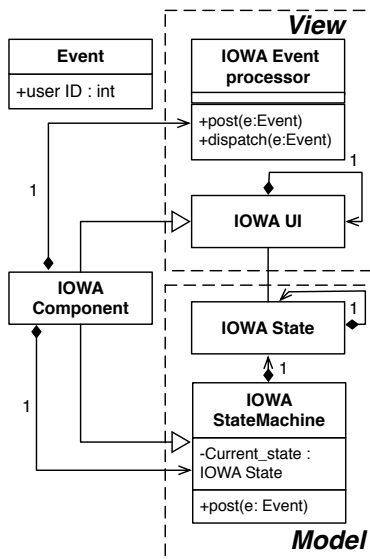 View
Event
+user ID : int
IOWA Event
processor
+post(e:Event)
+dispatch(e:Event)
1
1
IOWA UI
IOWA
Component
IOWA State
1
1
1
IOWA
StateMachine
-Current_state :
IOWA State
+post(e: Event)
Model